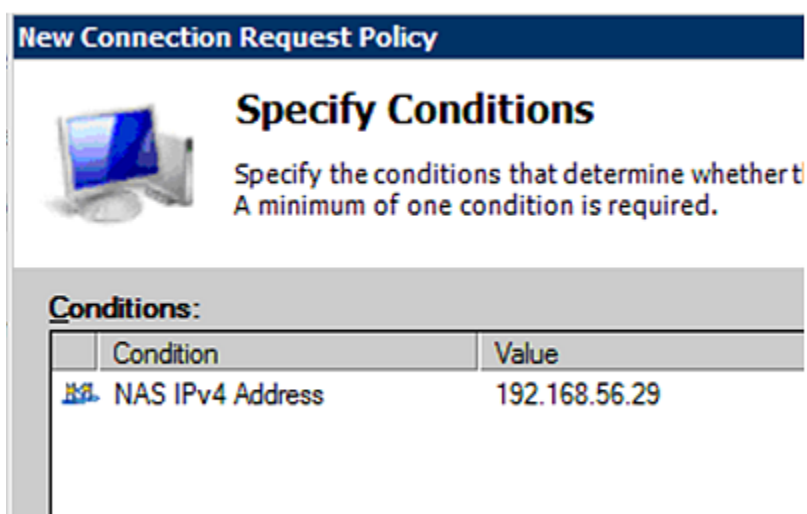 New Connection Request Policy
Specify Conditions
Specify the conditions that determine whether
A minimum of one condition is required.
Conditions:
Condition Value
NAS IPv4 Address 192.168.56.29